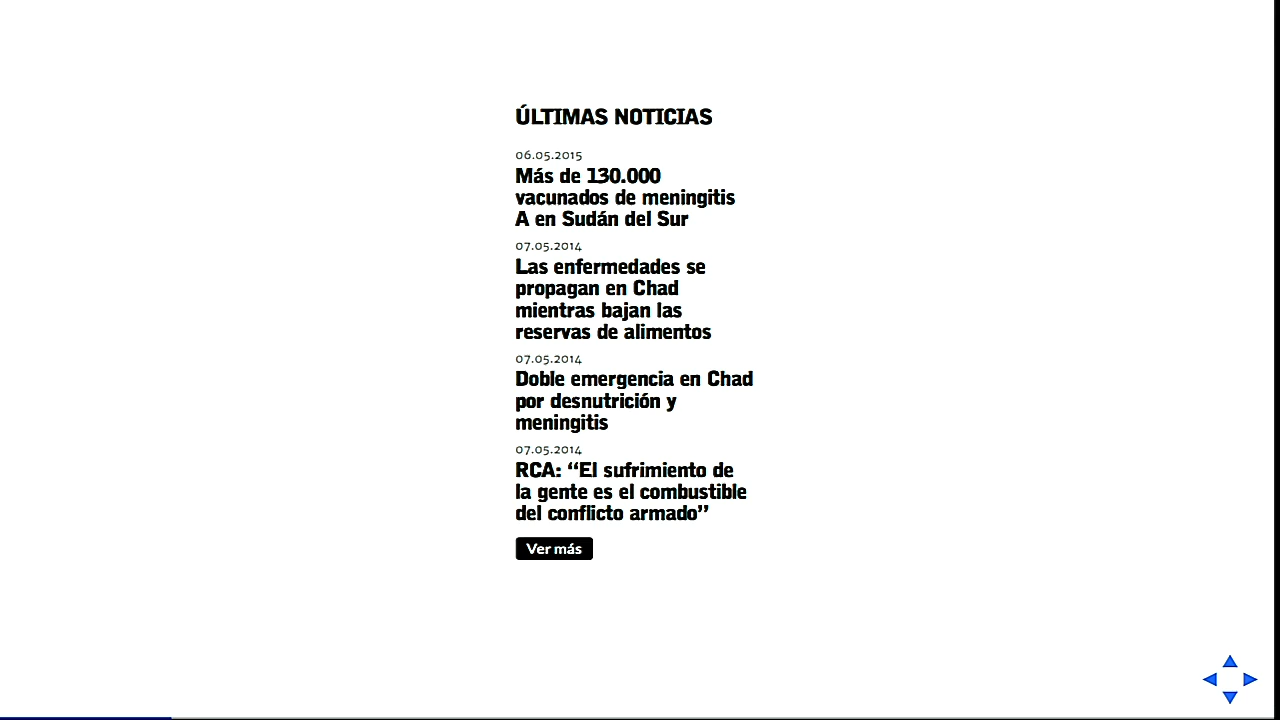 ÚLTIMAS NOTICIAS
06.05.2015
Más de 130.000
vacunados de meningitis
A en Sudán del Sur
07.05.2014
Las enfermedades se
propagan en Chad
mientras bajan las
reservas de alimentos
07.05.2014
Doble emergencia en Chad
por desnutrición y
meningitis
07.05.2014
RCA: “El sufrimiento de
la gente es el combustible
del conflicto armado”
Ver más